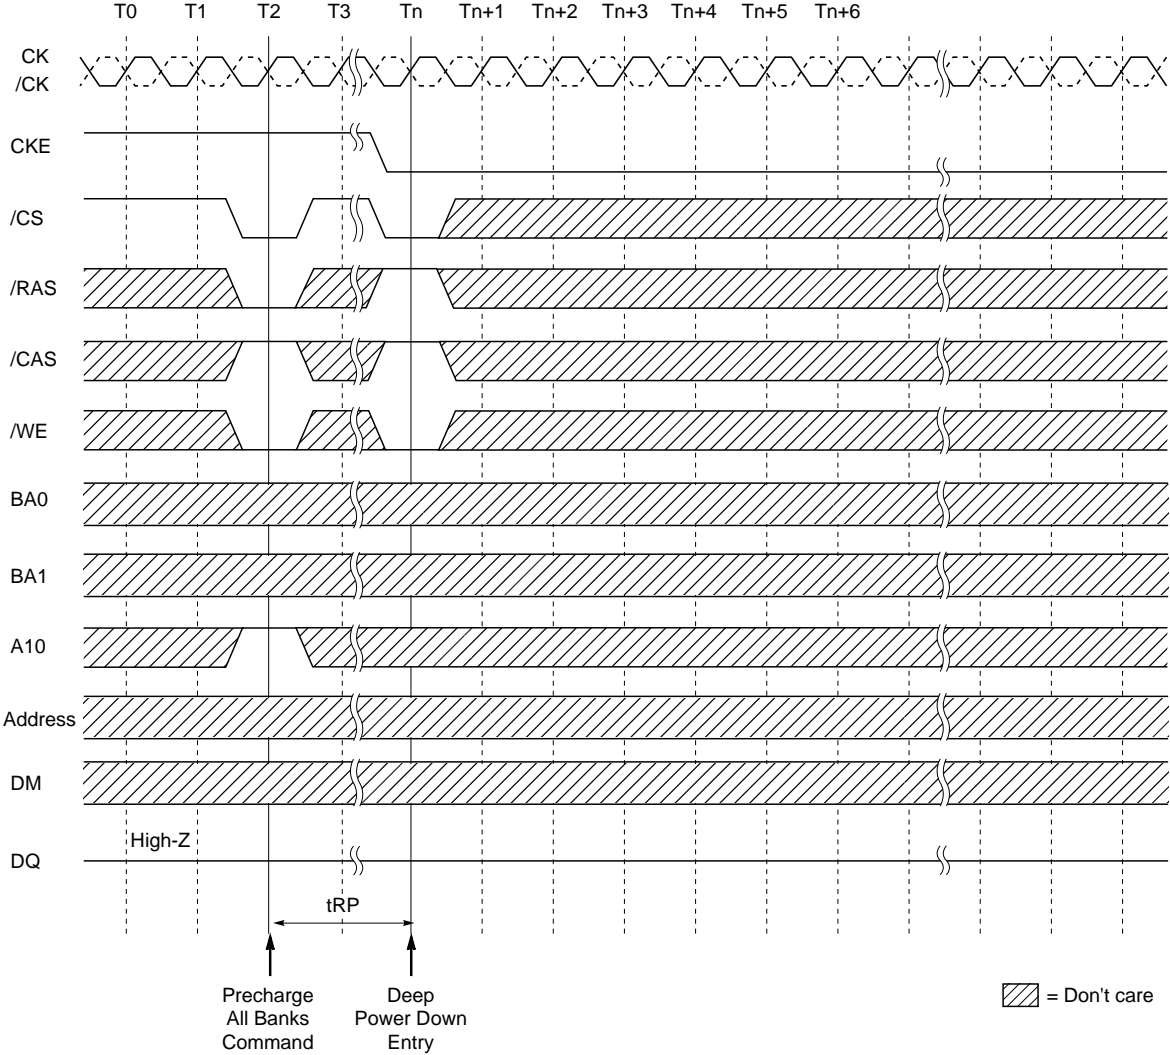 T0 T1 T2 T3 Tn Tn+1 Tn+2 Tn+3 Tn+4 Tn+5 Tn+6
CK
/CK
CKE
/CS
/RAS
/CAS
/WE
BA0
BA1
A10
Address
DM
High-Z
DQ
tRP
Precharge
All Banks
Command
Deep
Power Down
Entry
= Don't care